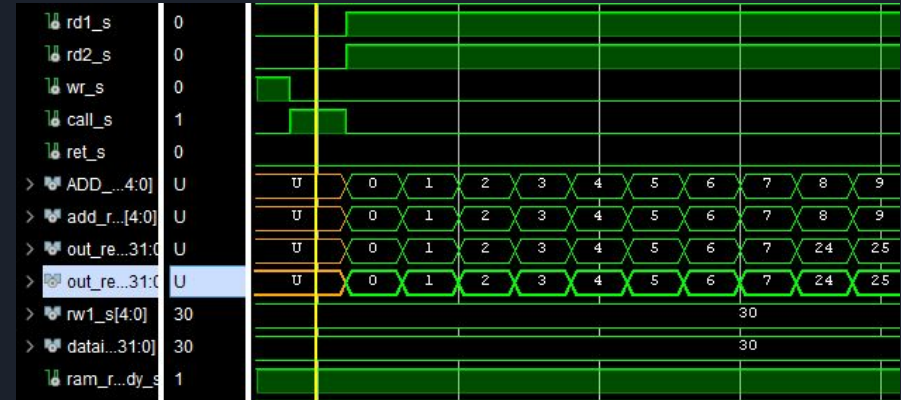 rd1_s 0
rd2_s 0
wr_s 0
call_s 1
ret_s 0
ADD_...4:0] U U 0 1 2 3 4 5 6 7 8 9
add_r...[4:0] U U 0 1 2 3 4 5 6 7 8 9
out_re...31:0 U U 0 1 2 3 4 5 6 7 24 25
out_re...31:0 U U 0 1 2 3 4 5 6 7 24 25
rw1_s[4:0] 30 30
datai...31:0] 30 30
ram_r...dy_s 1